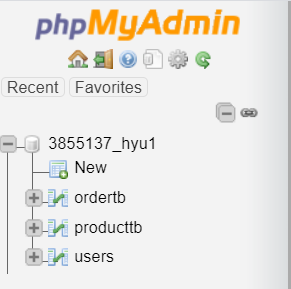 phpMyAdmin
Recent Favorites
3855137_hyu1
New
ordertb
producttb
users